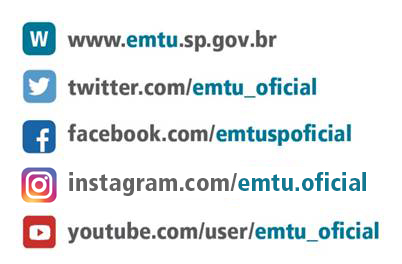 W www.emtu.sp.gov.br
twitter.com/emtu_oficial
f facebook.com/emtuspoficial
instagram.com/emtu.oficial
youtube.com/user/emtu_oficial